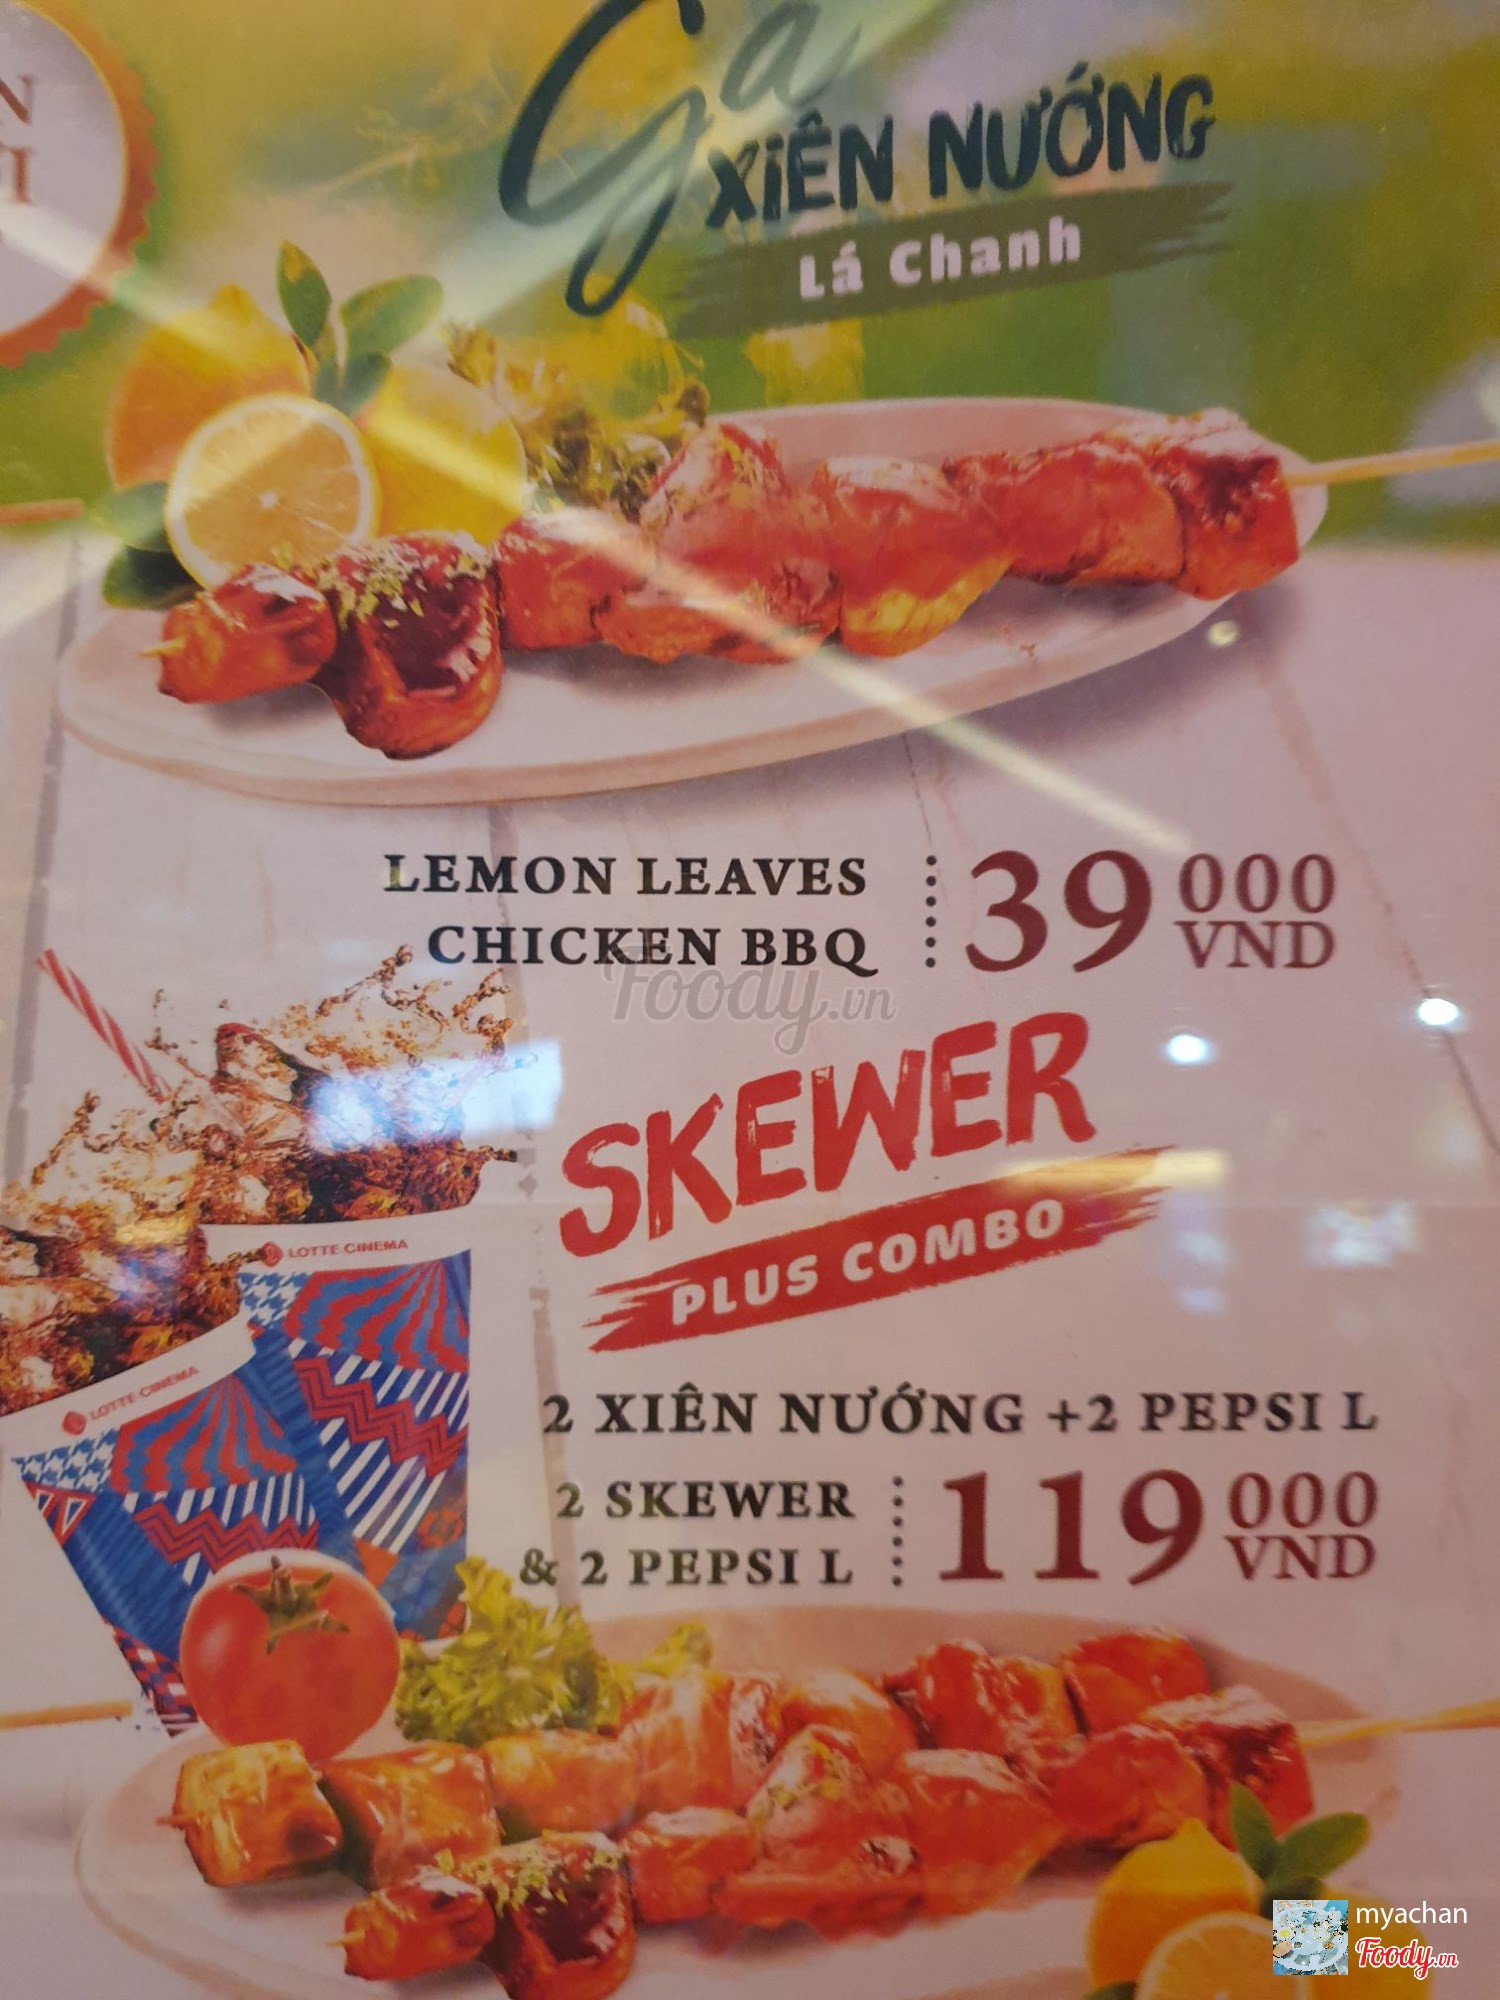 Gà
XIÊN NƯỚNG
Lá Chanh
LEMON LEAVES
CHICKEN BBQ
39 000
VND
Foody.vn
SKEWER
PLUS COMBO
LOTTE CINEMA
LOTTE CINEMA
2 XIÊN NƯỚNG +2 PEPSI L
2 SKEWER
& 2 PEPSI L
119 000
VND
myachan
Foody.vn